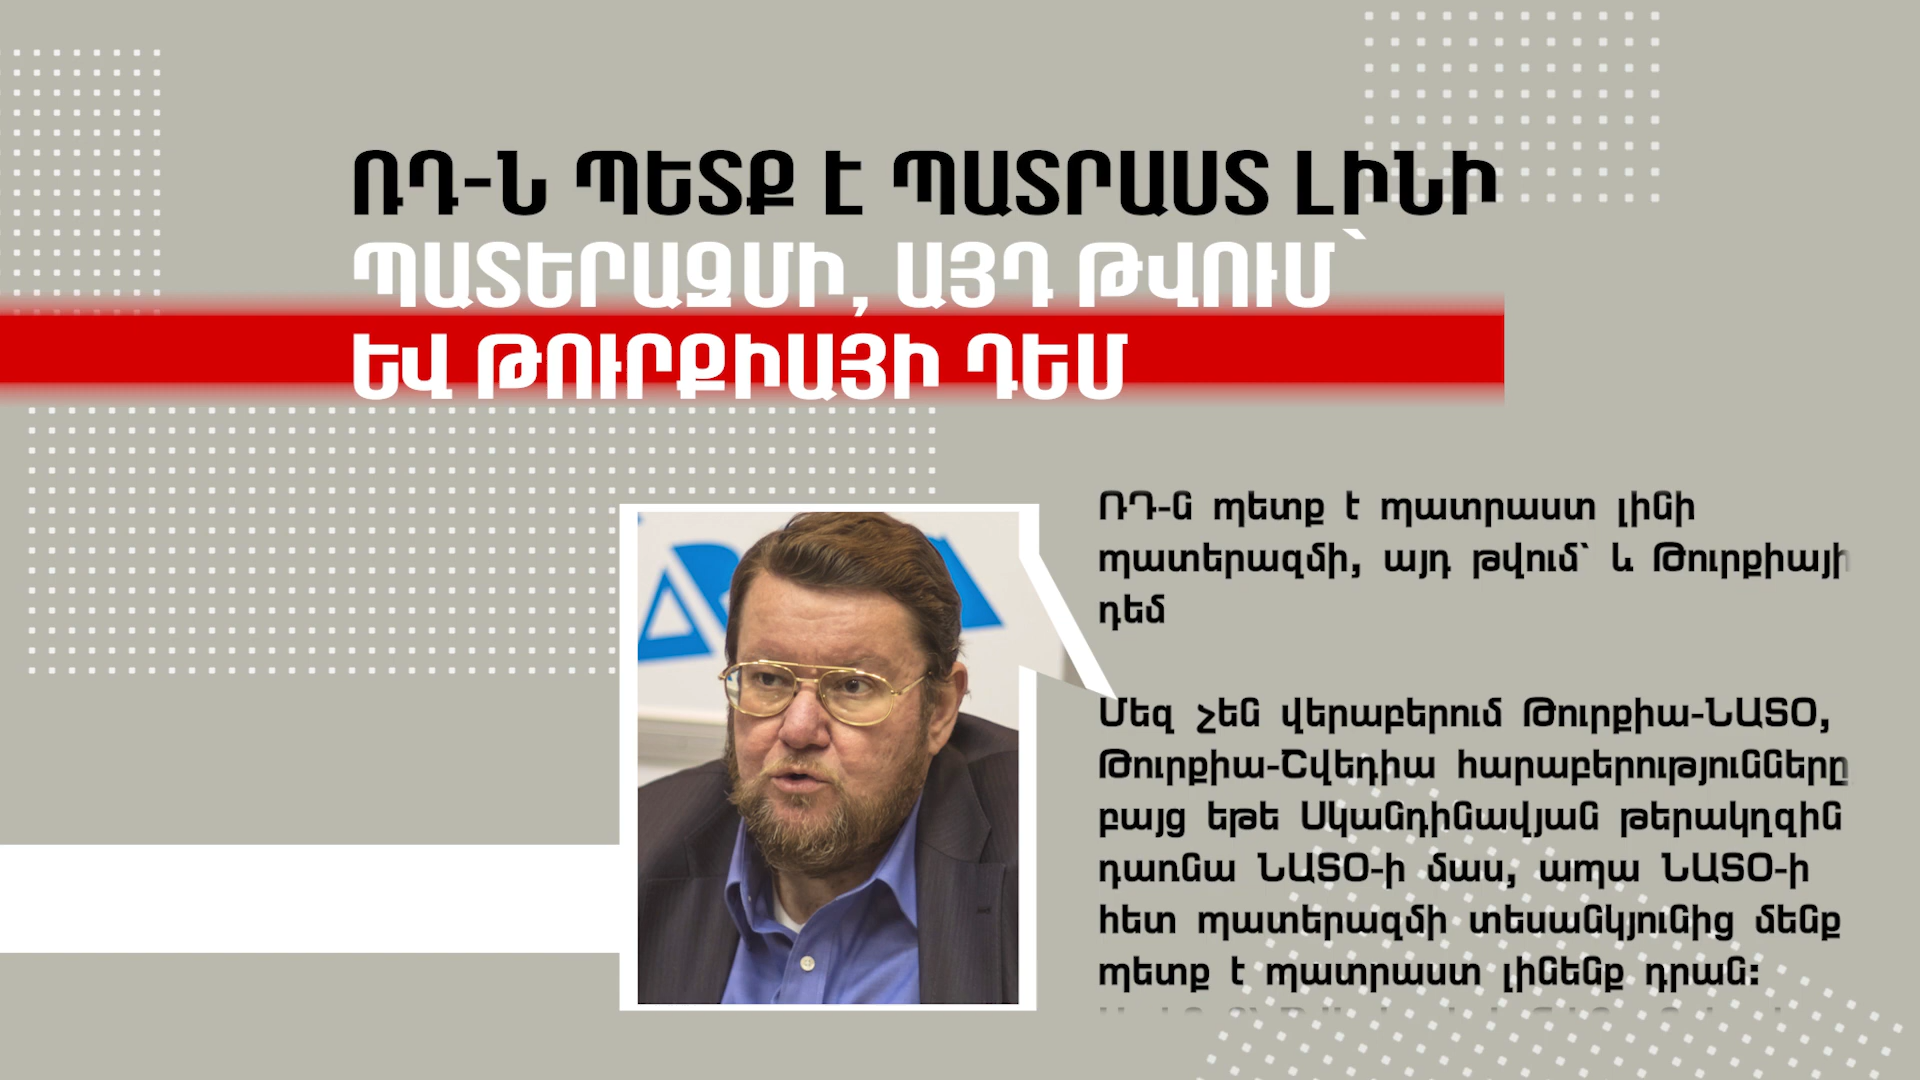 ՌԴ-Ն ՊԵՏՔ Է ՊԱՏՐԱՍՏ ԼԻՆԻ
ՊԱՏԵՐԱԶՄԻ, ԱՅԴ ԹՎՈՒՄ՝
ԵՎ ԹՈՒՐՔԻԱՅԻ ԴԵՄ
ՌԴ-ն պետք է պատրաստ լինի
պատերազմի, այդ թվում՝ և Թուրքիայի
դեմ
Մեզ չեն վերաբերում Թուրքիա-ՆԱՏՕ,
Թուրքիա-Շվեդիա հարաբերությունները
բայց եթե Սկանդինավյան թերակղզին
դառնա ՆԱՏՕ-ի մաս, ապա ՆԱՏՕ-ի
հետ պատերազմի տեսանկյունից մենք
պետք է պատրաստ լինենք դրան: